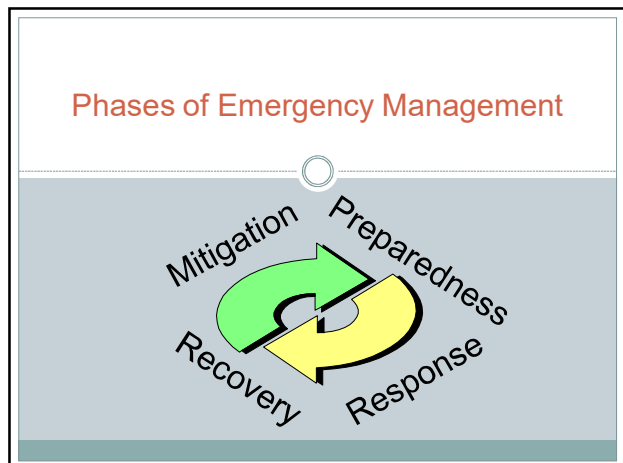 Phases of Emergency Management
Mitigation
Preparedness
Recovery
Response